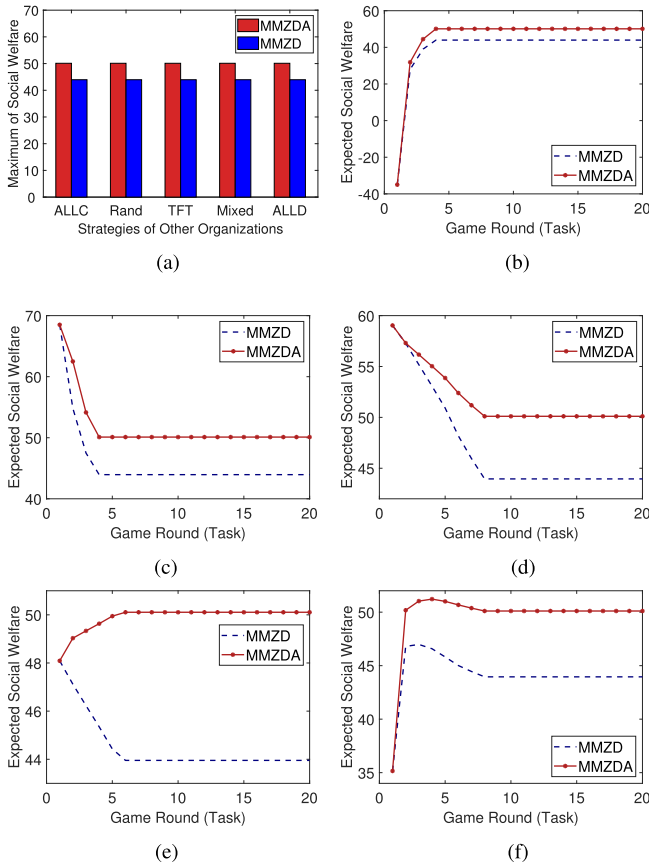 70
60
50
40
30
20
10
0
Maximum of Social Welfare
MMZDA
MMZD
ALLC Rand TFT Mixed ALLD
Strategies of Other Organizations
(a)
60
40
20
0
-20
-40
Expected Social Welfare
MMZD
MMZDA
0 5 10 15 20
Game Round (Task)
(b)
70
60
50
40
Expected Social Welfare
MMZD
MMZDA
0 5 10 15 20
Game Round (Task)
(c)
60
55
50
45
Expected Social Welfare
MMZD
MMZDA
0 5 10 15 20
Game Round (Task)
(d)
50
48
46
44
Expected Social Welfare
MMZD
MMZDA
0 5 10 15 20
Game Round (Task)
(e)
50
45
40
35
Expected Social Welfare
MMZD
MMZDA
0 5 10 15 20
Game Round (Task)
(f)